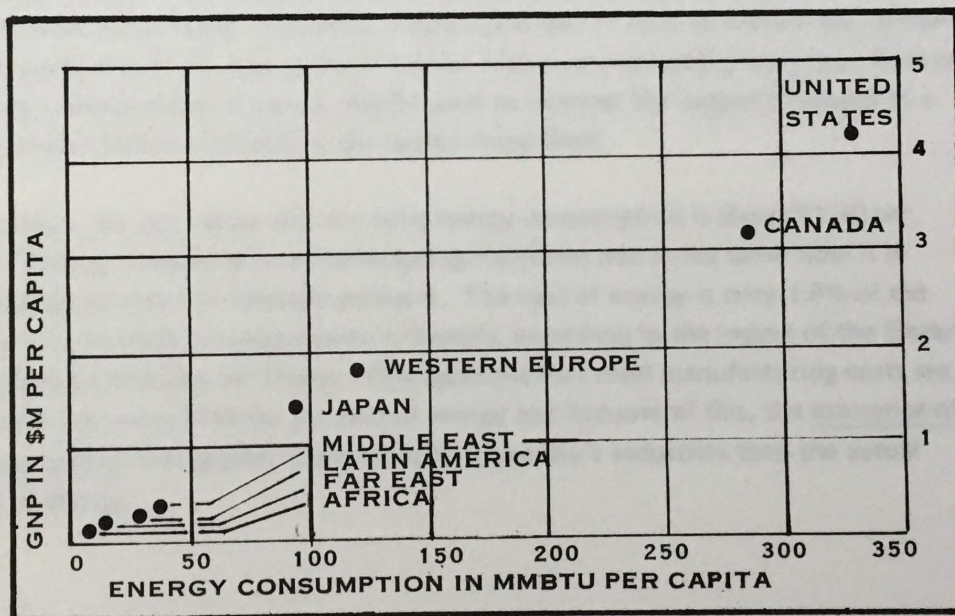 UNITED
STATES
CANADA
WESTERN EUROPE
JAPAN
MIDDLE EAST
LATIN AMERICA
FAR EAST
AFRICA
5
4
3
2
1
GNP IN $M PER CAPITA
0 50 100 150 200 250 300 350
ENERGY CONSUMPTION IN MMBTU PER CAPITA